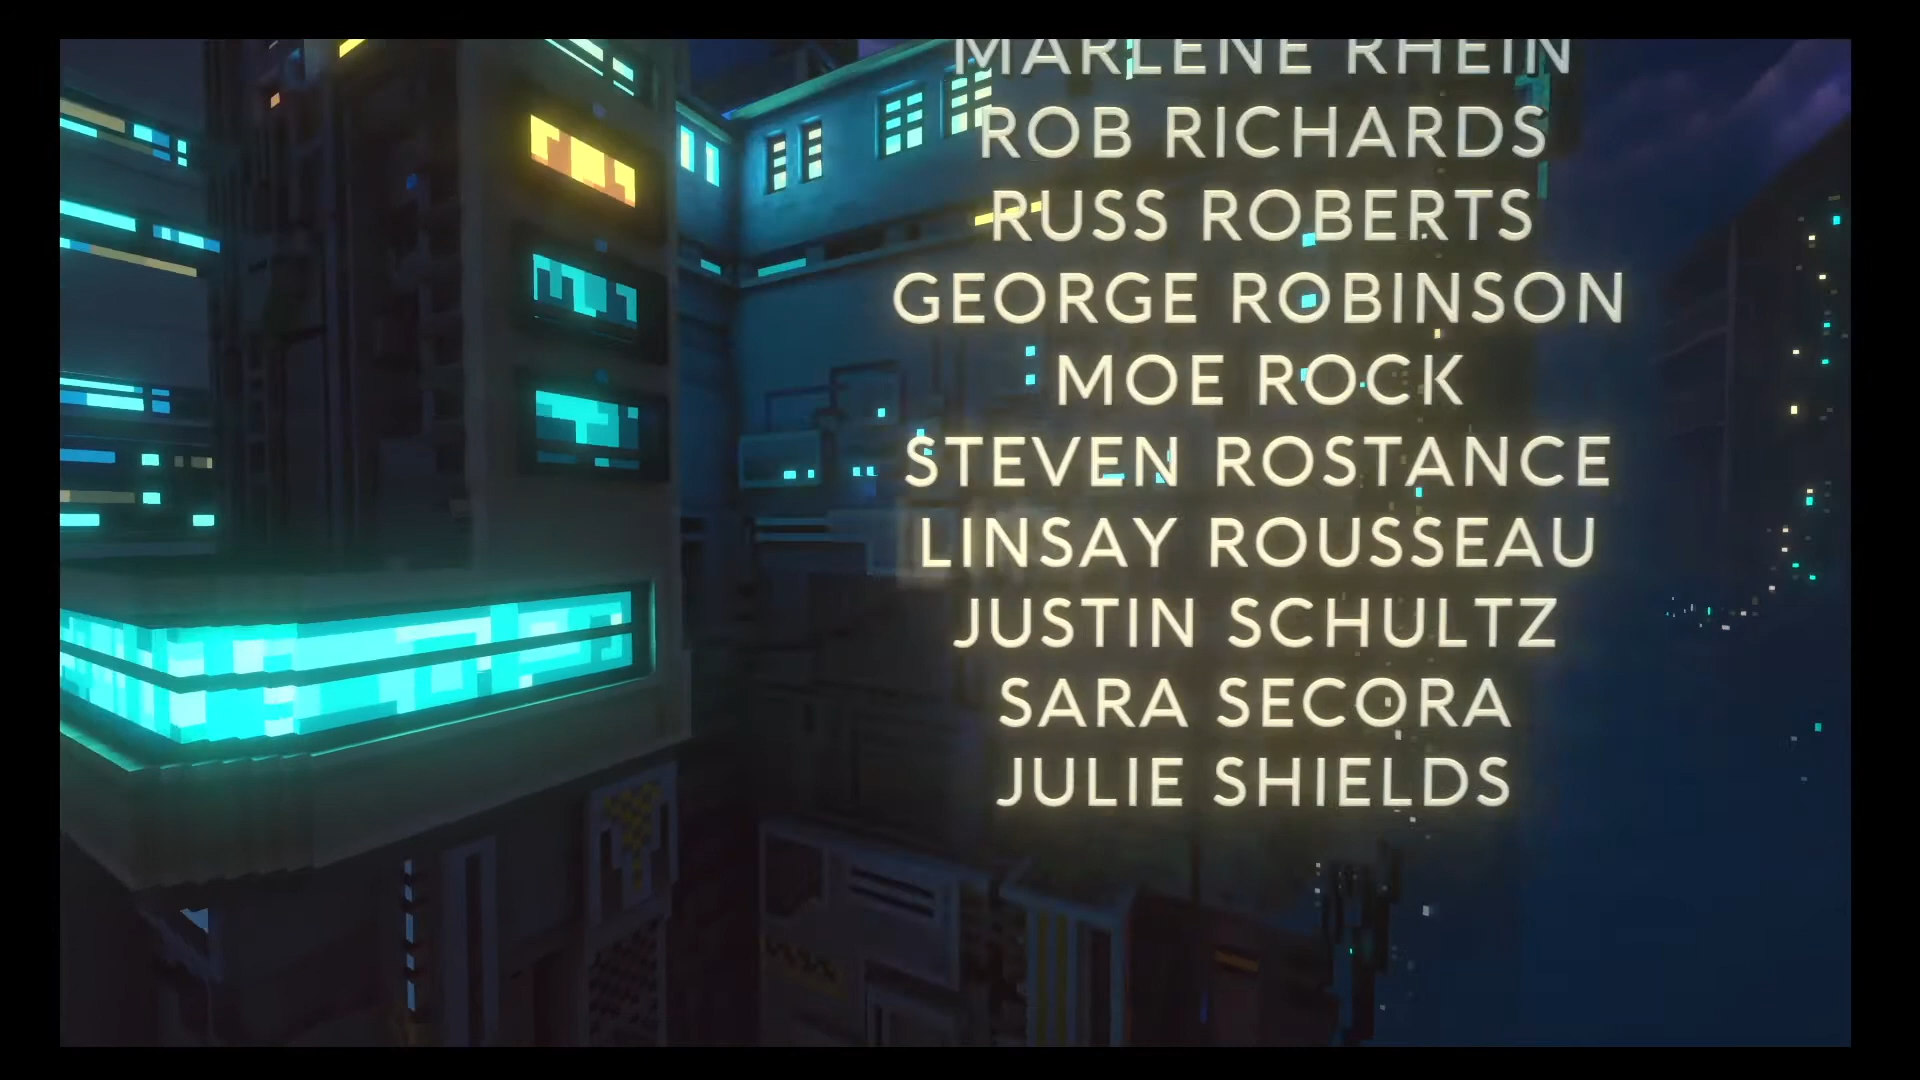 MARLENE RHEIN
ROB RICHARDS
RUSS ROBERTS
GEORGE ROBINSON
MOE ROCK
STEVEN ROSTANCE
LINSAY ROUSSEAU
JUSTIN SCHULTZ
SARA SECORA
JULIE SHIELDS